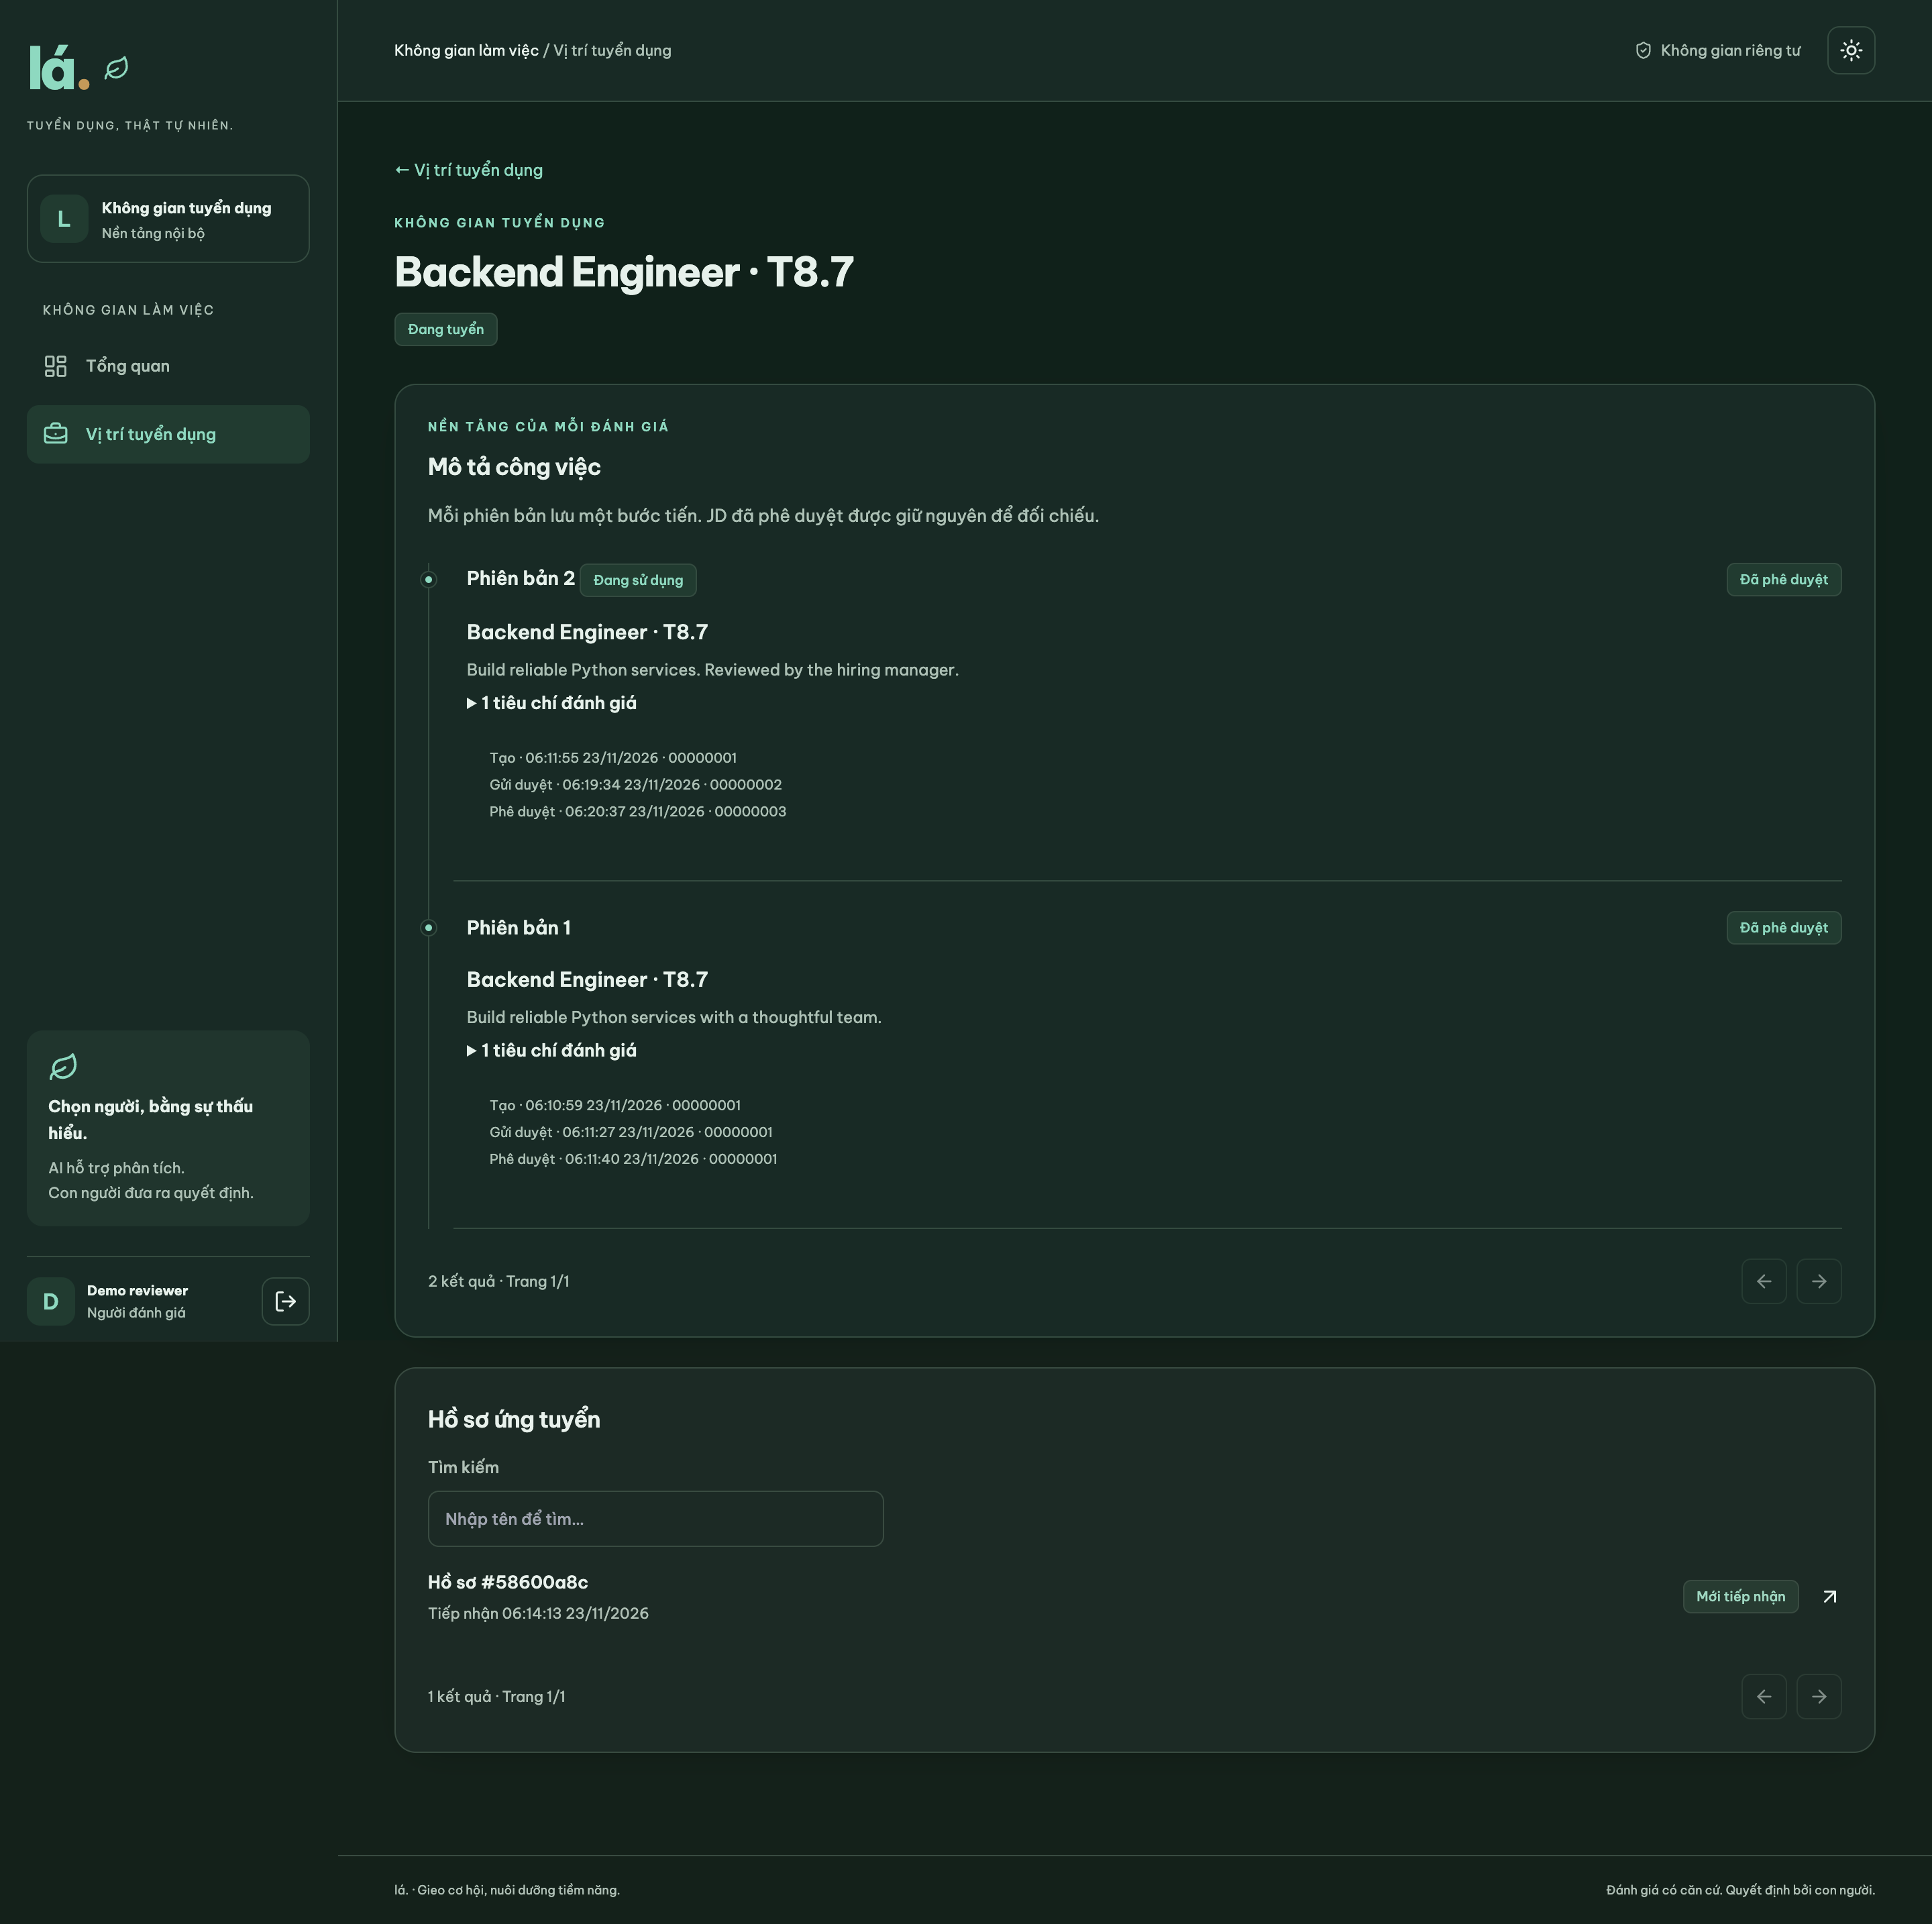 lá.
TUYỂN DỤNG, THẬT TỰ NHIÊN.
L
Không gian tuyển dụng
Nền tảng nội bộ
KHÔNG GIAN LÀM VIỆC
Tổng quan
Vị trí tuyển dụng
Chọn người, bằng sự thấu
hiểu.
AI hỗ trợ phân tích.
Con người đưa ra quyết định.
D
Demo reviewer
Người đánh giá
Không gian làm việc / Vị trí tuyển dụng
Không gian riêng tư
← Vị trí tuyển dụng
KHÔNG GIAN TUYỂN DỤNG
Backend Engineer · T8.7
Đang tuyển
NỀN TẢNG CỦA MỖI ĐÁNH GIÁ
Mô tả công việc
Mỗi phiên bản lưu một bước tiến. JD đã phê duyệt được giữ nguyên để đối chiếu.
Phiên bản 2 Đang sử dụng
Đã phê duyệt
Backend Engineer · T8.7
Build reliable Python services. Reviewed by the hiring manager.
▶ 1 tiêu chí đánh giá
Tạo · 06:11:55 23/11/2026 · 00000001
Gửi duyệt · 06:19:34 23/11/2026 · 00000002
Phê duyệt · 06:20:37 23/11/2026 · 00000003
Phiên bản 1
Đã phê duyệt
Backend Engineer · T8.7
Build reliable Python services with a thoughtful team.
▶ 1 tiêu chí đánh giá
Tạo · 06:10:59 23/11/2026 · 00000001
Gửi duyệt · 06:11:27 23/11/2026 · 00000001
Phê duyệt · 06:11:40 23/11/2026 · 00000001
2 kết quả · Trang 1/1
Hồ sơ ứng tuyển
Tìm kiếm
Nhập tên để tìm...
Hồ sơ #58600a8c
Tiếp nhận 06:14:13 23/11/2026
Mới tiếp nhận
1 kết quả · Trang 1/1
lá. · Gieo cơ hội, nuôi dưỡng tiềm năng.
Đánh giá có căn cứ. Quyết định bởi con người.